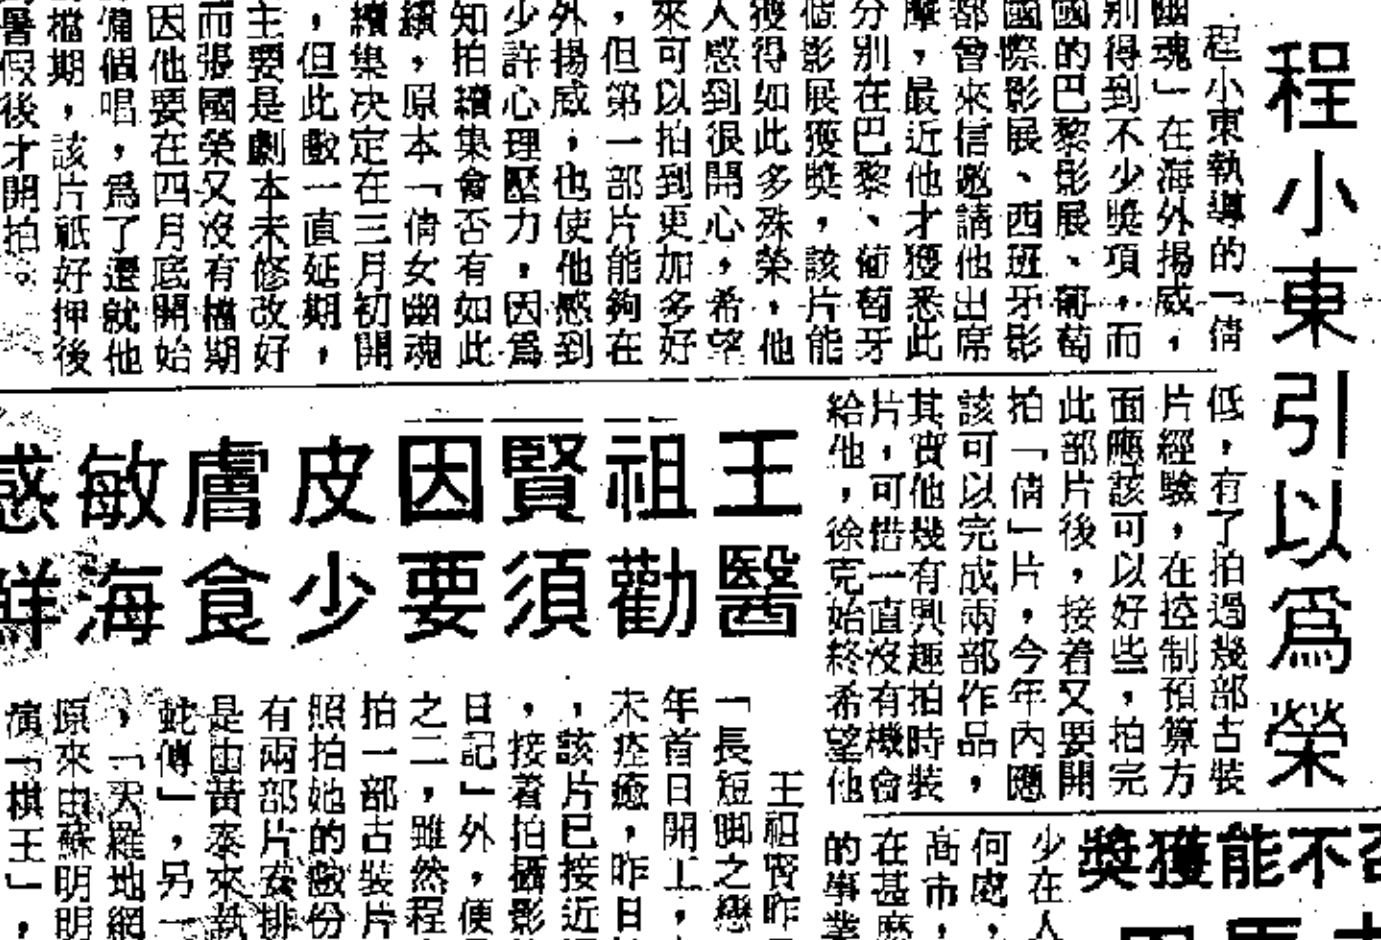 程小東引以爲榮
程小東執導的「倩
幽魂」在海外揚威，
別得到不少獎項，而
國的巴黎影展、葡萄
國際影展、西班牙影
都曾來信邀請他出席
摩，最近他才獲悉此
分別在巴黎、葡萄牙
個影展獲獎，該片能
獲得如此多殊榮，他
人感到很開心，希望
來可以拍到更加多好
，但第一部片能夠在
外揚威，也使他感到
少許心理壓力，因爲
知拍續集會否有如此
績，原本「倩女幽魂
續集决定在三月初開
，但此戲一直延期，
主要是劇本未修改好
而張國榮又沒有檔期
因他要在四月底開始
備個唱，爲了遷就他
檔期，該片祇好押後
暑假後才開拍。
低，有了拍過幾部古裝
片經驗，在控制預算方
面應該可以好些，拍完
此部片後，接着又要開
拍「倩」片，今年內應
該可以完成兩部作品，
其實他幾有興趣拍時裝
片，可惜一直沒有機會
給他，徐克始終希望他
王祖賢因皮膚敏感
醫勸須要少食海鮮
王祖賢昨
「長短脚之戀
年首日開工，
未痊癒，昨日
，該片已接近
，接着拍攝影
日記」外，便
之二，雖然程
拍一部古裝片
照拍她的戲份
有兩部片安排
是由黃泰來執
蛇傳」，另一
，「天羅地網
原來由蘇明明
演「棋王」，
不能獲獎
少在人
何處，
高市，
在甚麼
的事業